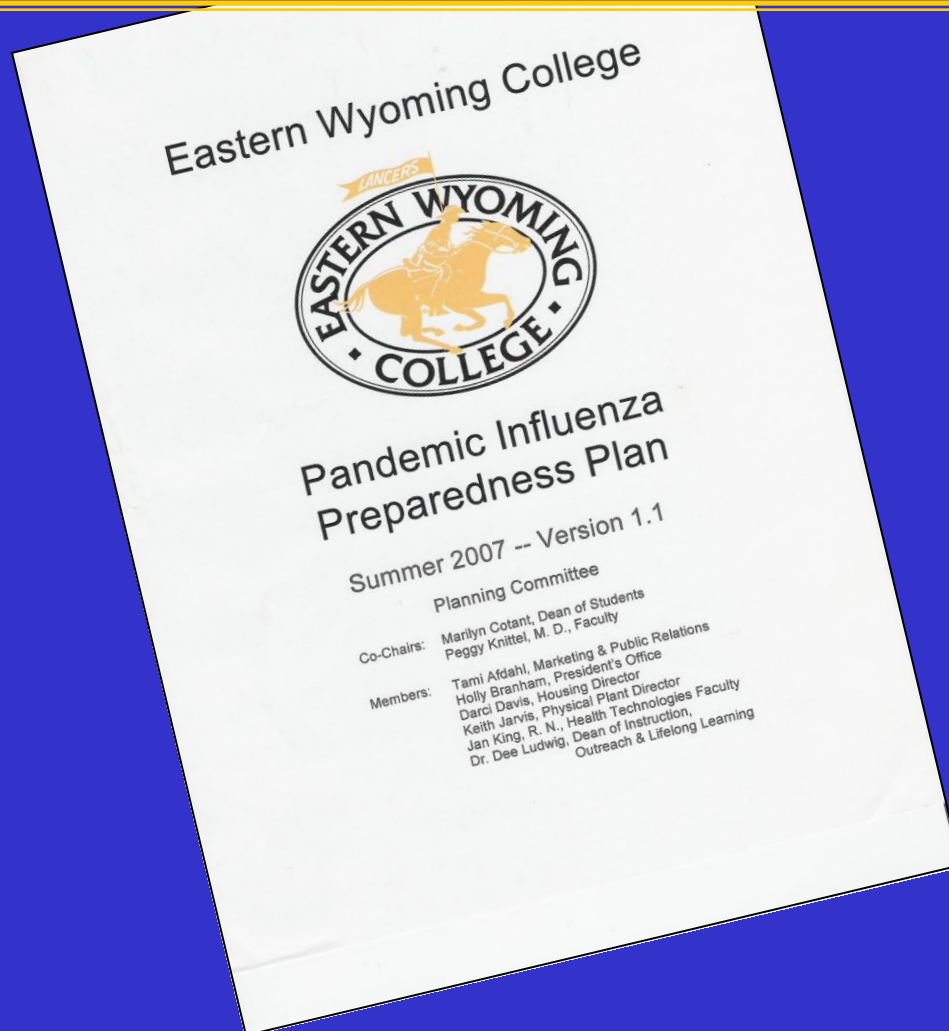 Eastern Wyoming College
LANCERS
EASTERN WYOMING
COLLEGE
Pandemic Influenza
Preparedness Plan
Summer 2007 -- Version 1.1
Planning Committee
Co-Chairs: Marilyn Cotant, Dean of Students
Peggy Knittel, M. D., Faculty
Members: Tami Afdahl, Marketing & Public Relations
Holly Branham, President's Office
Darci Davis, Housing Director
Keith Jarvis, Physical Plant Director
Jan King, R. N., Health Technologies Faculty
Dr. Dee Ludwig, Dean of Instruction,
Outreach & Lifelong Learning